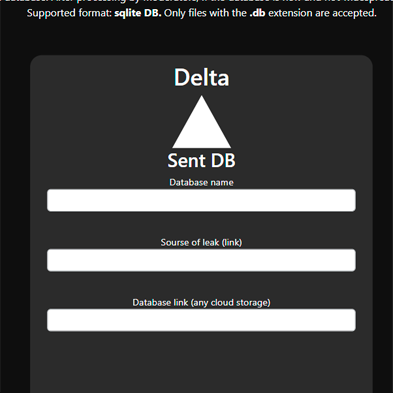 Supported format: sqlite DB. Only files with the .db extension are accepted.
Delta
Sent DB
Database name
Sourse of leak (link)
Database link (any cloud storage)